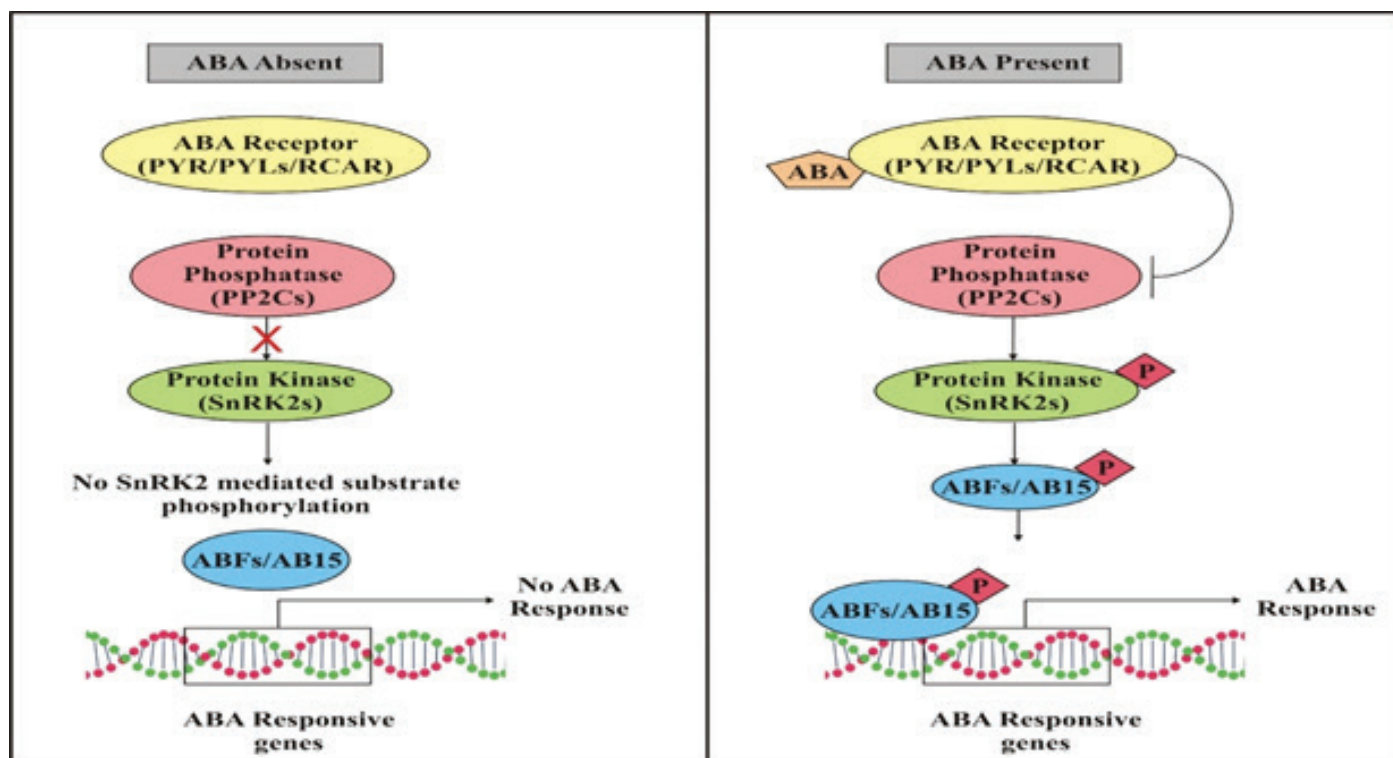 ABA Absent
ABA Receptor
(PYR/PYLs/RCAR)
Protein
Phosphatase
(PP2Cs)
Protein Kinase
(SnRK2s)
No SnRK2 mediated substrate
phosphorylation
ABFs/AB15
No ABA
Response
ABA Responsive
genes
ABA Present
ABA
ABA Receptor
(PYR/PYLs/RCAR)
Protein
Phosphatase
(PP2Cs)
Protein Kinase
(SnRK2s)
P
ABFs/AB15
P
ABFs/AB15
P
ABA
Response
ABA Responsive
genes